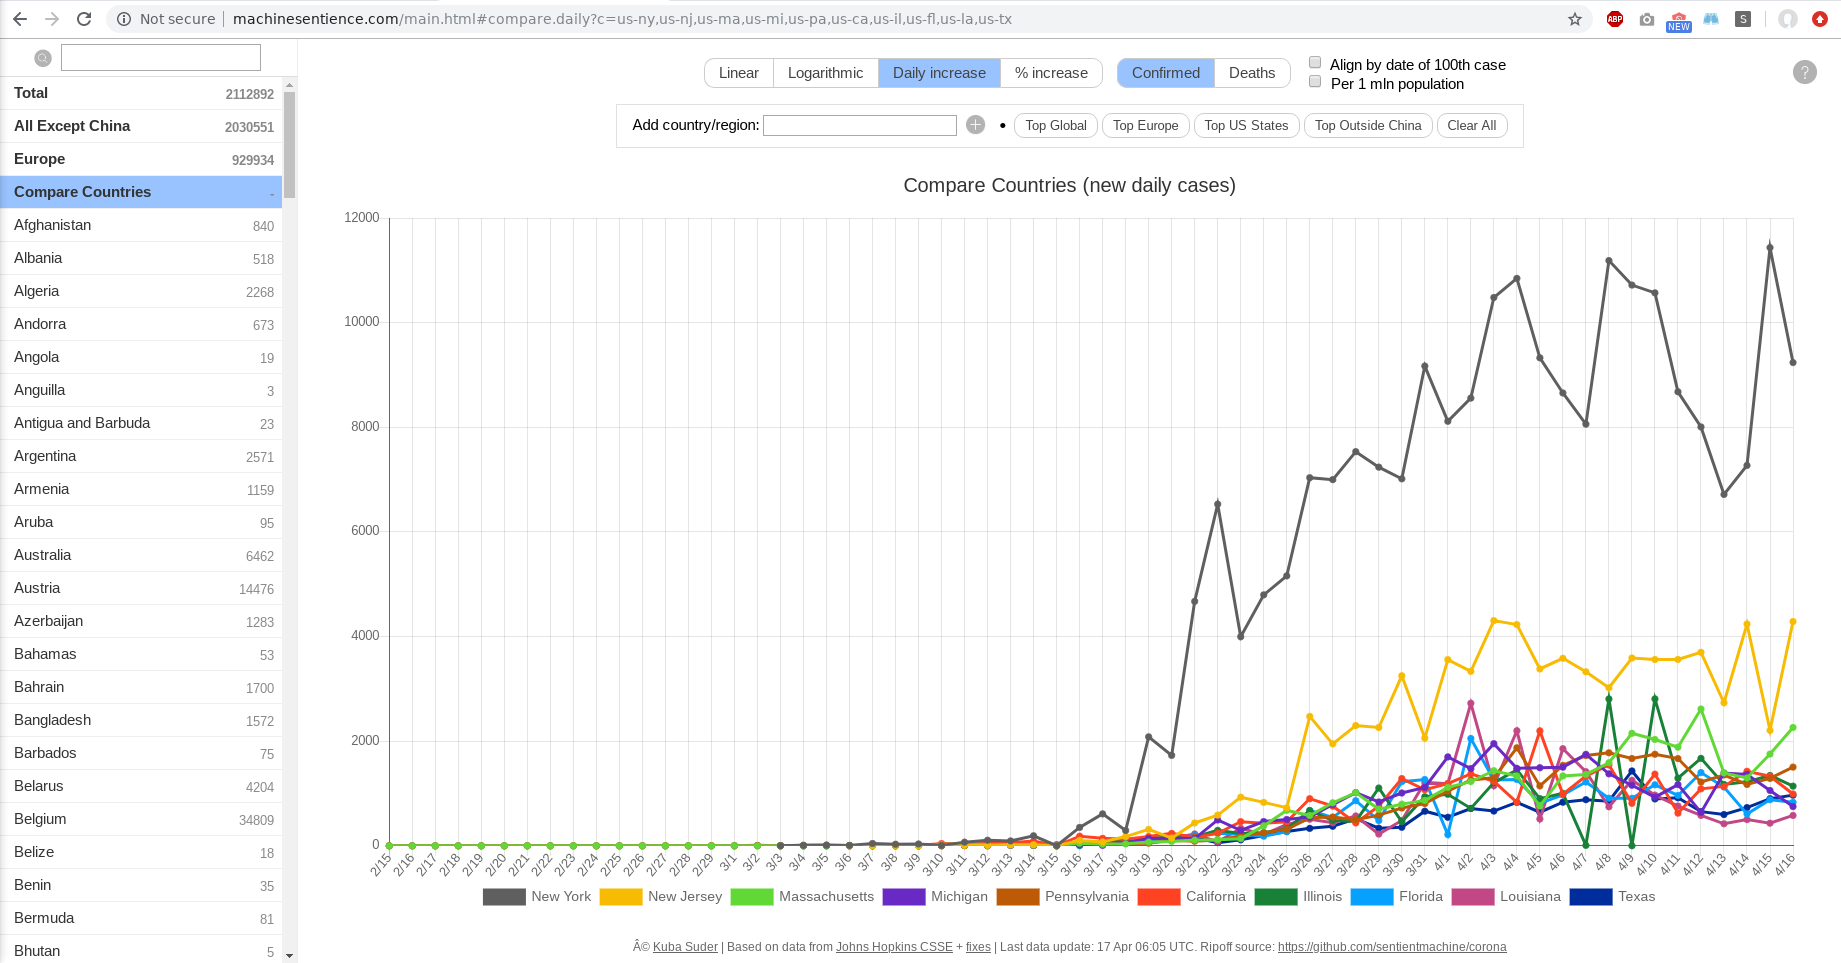 Not secure | machinesentience.com/main.html#compare.daily?c=us-ny,us-nj,us-ma,us-mi,us-pa,us-ca,us-il,us-fl,us-la,us-tx
ABP
NEW
S
Total 2112892
All Except China 2030551
Europe 929934
Compare Countries -
Afghanistan 840
Albania 518
Algeria 2268
Andorra 673
Angola 19
Anguilla 3
Antigua and Barbuda 23
Argentina 2571
Armenia 1159
Aruba 95
Australia 6462
Austria 14476
Azerbaijan 1283
Bahamas 53
Bahrain 1700
Bangladesh 1572
Barbados 75
Belarus 4204
Belgium 34809
Belize 18
Benin 35
Bermuda 81
Bhutan 5
Linear Logarithmic Daily increase % increase Confirmed Deaths
Align by date of 100th case
Per 1 mln population
?
Add country/region: + • Top Global Top Europe Top US States Top Outside China Clear All
Compare Countries (new daily cases)
12000
10000
8000
6000
4000
2000
0
2/15 2/16 2/17 2/18 2/19 2/20 2/21 2/22 2/23 2/24 2/25 2/26 2/27 2/28 2/29 3/1 3/2 3/3 3/4 3/5 3/6 3/7 3/8 3/9 3/10 3/11 3/12 3/13 3/14 3/15 3/16 3/17 3/18 3/19 3/20 3/21 3/22 3/23 3/24 3/25 3/26 3/27 3/28 3/29 3/30 3/31 4/1 4/2 4/3 4/4 4/5 4/6 4/7 4/8 4/9 4/10 4/11 4/12 4/13 4/14 4/15 4/16
New York New Jersey Massachusetts Michigan Pennsylvania California Illinois Florida Louisiana Texas
Â© Kuba Suder | Based on data from Johns Hopkins CSSE + fixes | Last data update: 17 Apr 06:05 UTC. Ripoff source: https://github.com/sentientmachine/corona